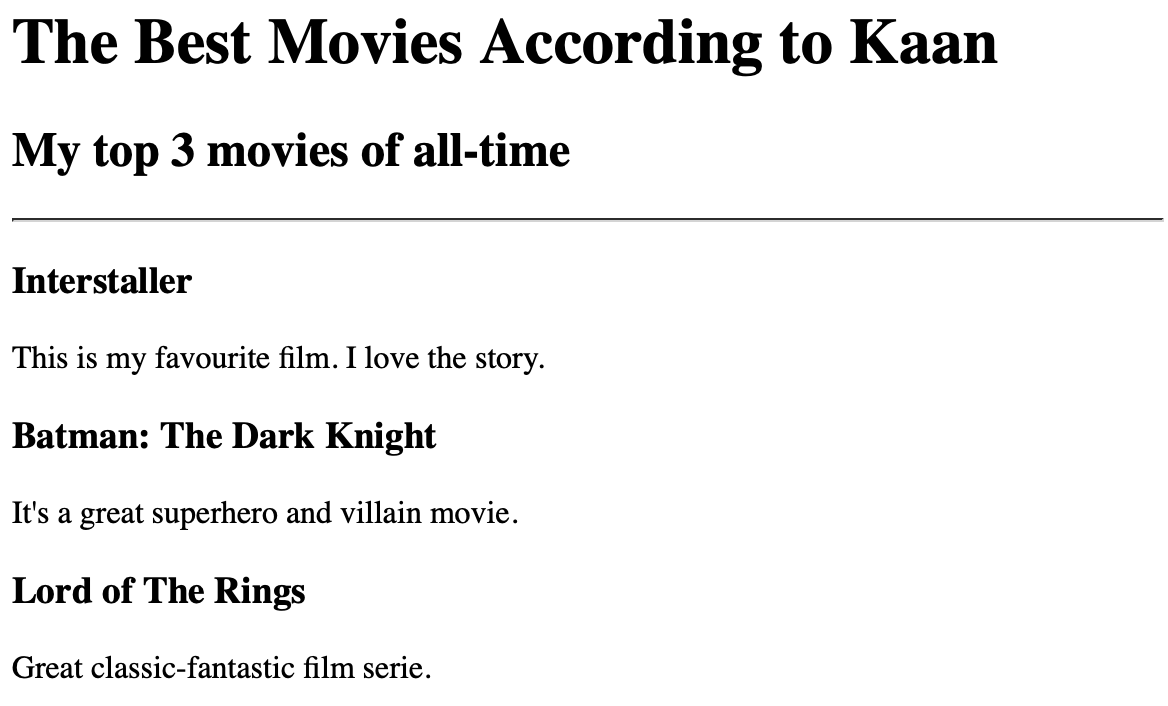 The Best Movies According to Kaan
My top 3 movies of all-time
Interstaller
This is my favourite film. I love the story.
Batman: The Dark Knight
It's a great superhero and villain movie.
Lord of The Rings
Great classic-fantastic film serie.